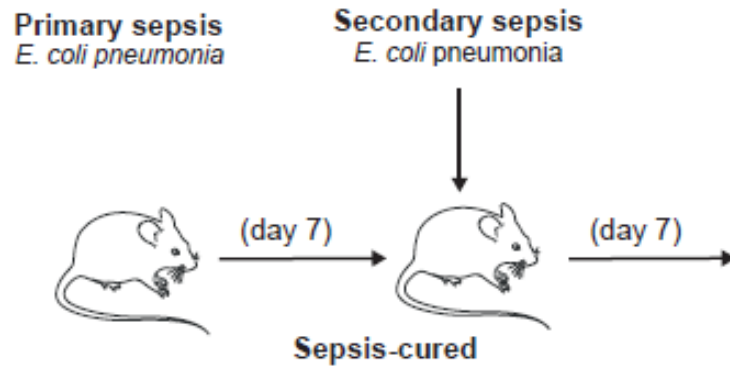 Primary sepsis
E. coli pneumonia
Secondary sepsis
E. coli pneumonia
(day 7)
(day 7)
Sepsis-cured